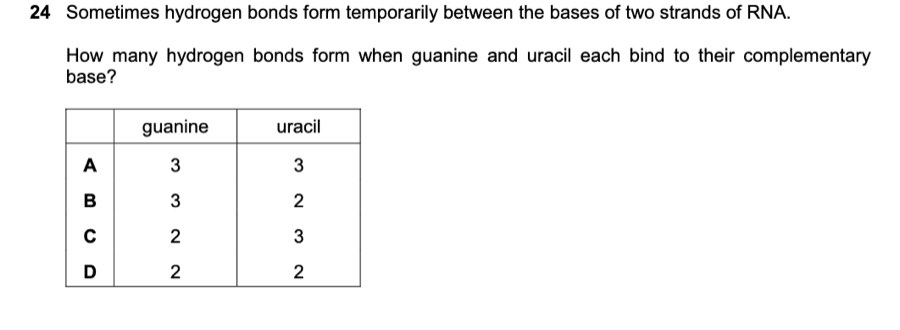 24 Sometimes hydrogen bonds form temporarily between the bases of two strands of RNA.
How many hydrogen bonds form when guanine and uracil each bind to their complementary
base?
guanine uracil
A 3 3
B 3 2
C 2 3
D 2 2